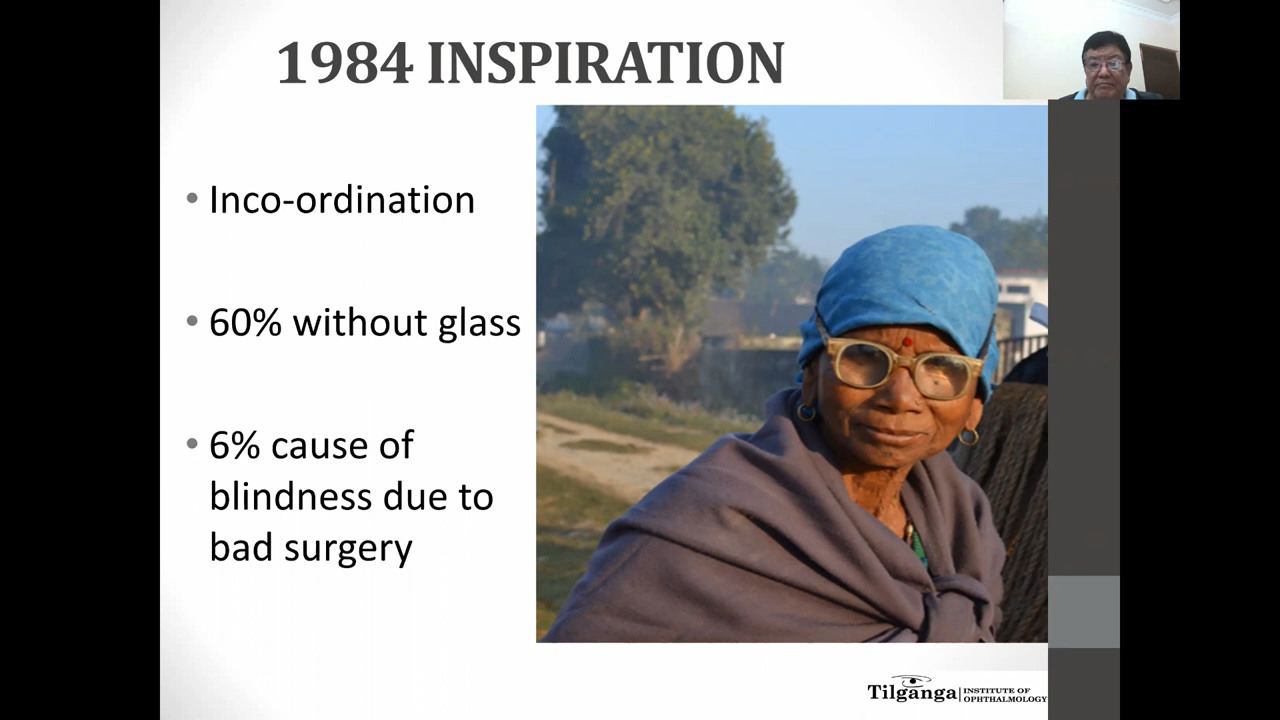 1984 INSPIRATION
• Inco-ordination
• 60% without glass
• 6% cause of
blindness due to
bad surgery
Tilganga | INSTITUTE OF
OPHTHALMOLOGY